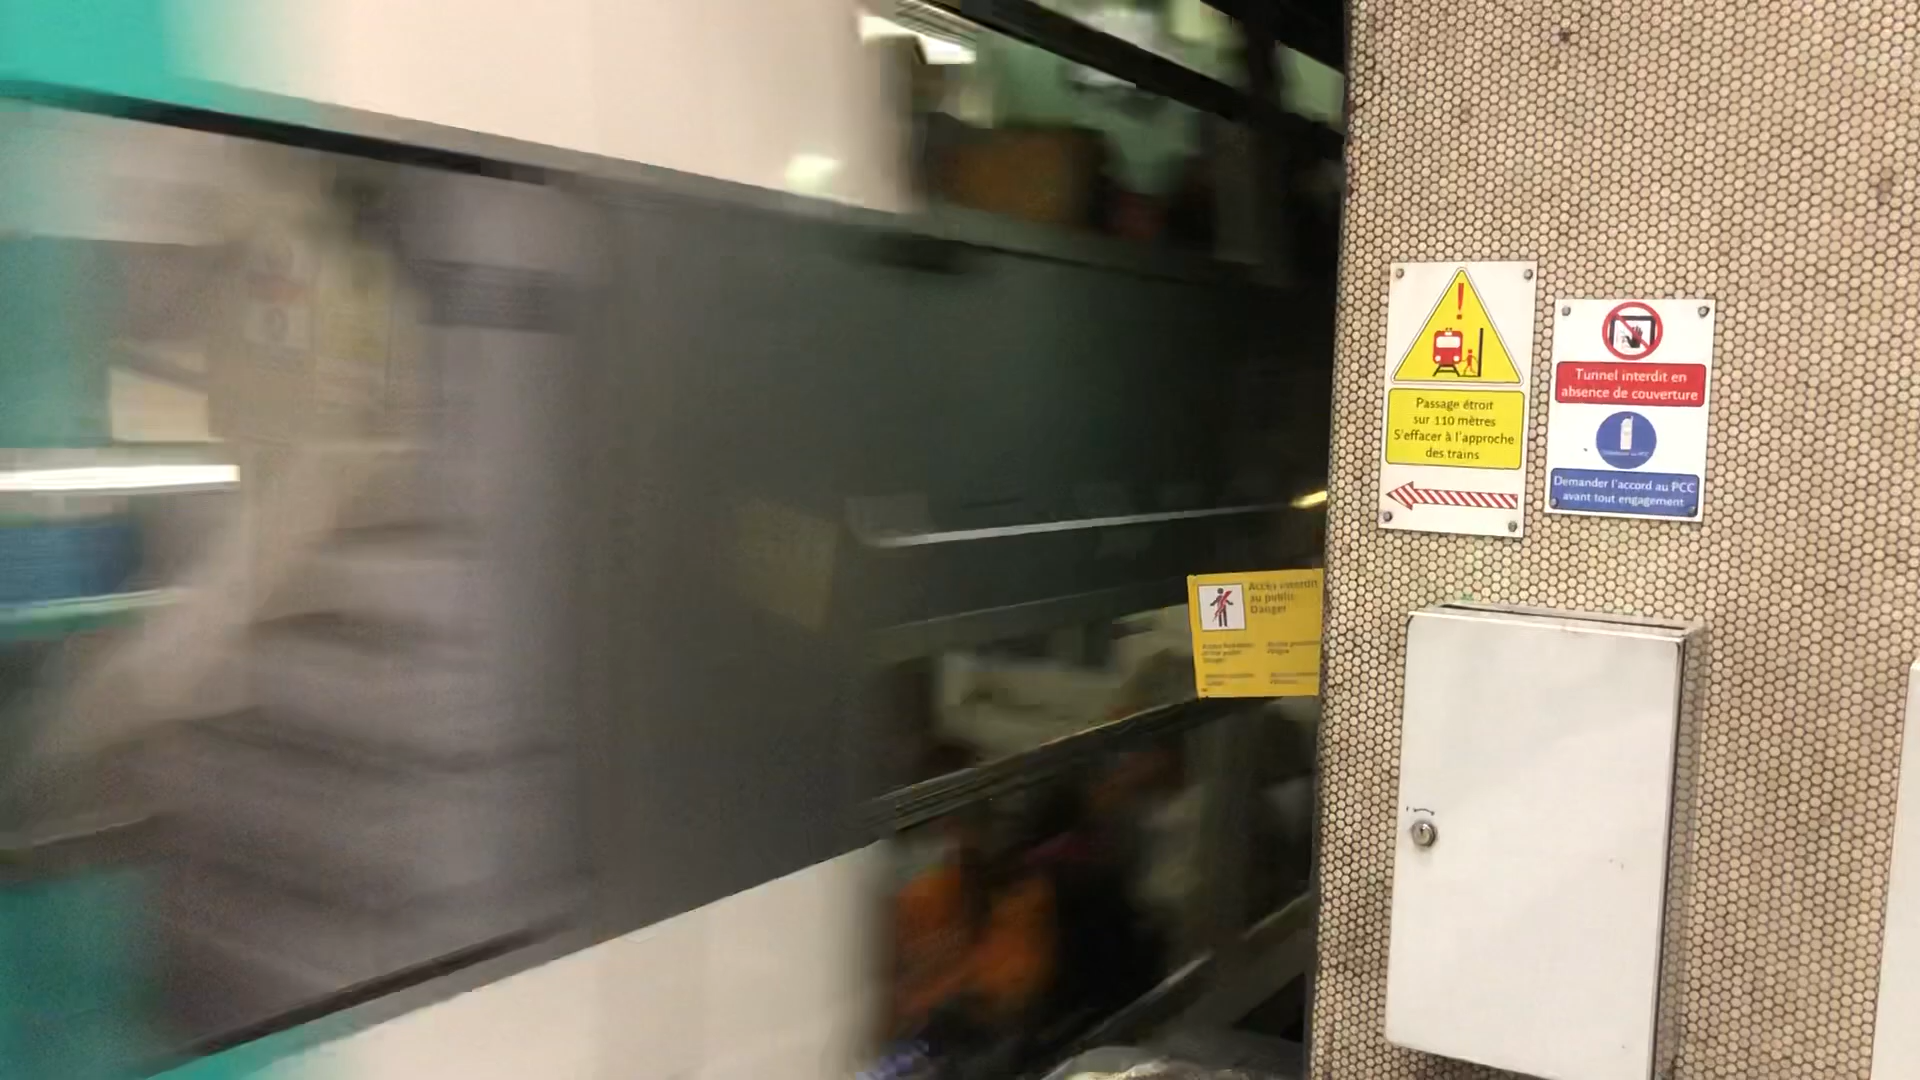 Passage étroit
sur 110 mètres
S'effacer à l'approche
des trains
Tunnel interdit en
absence de couverture
Demander l'accord au PCC
avant tout engagement
Accès interdit
au public
Danger